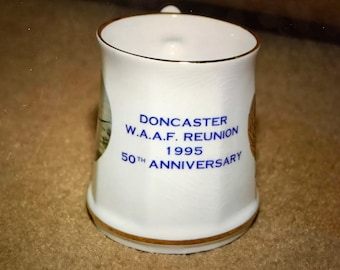 DONCASTER
W.A.A.F. REUNION
1995
50TH ANNIVERSARY